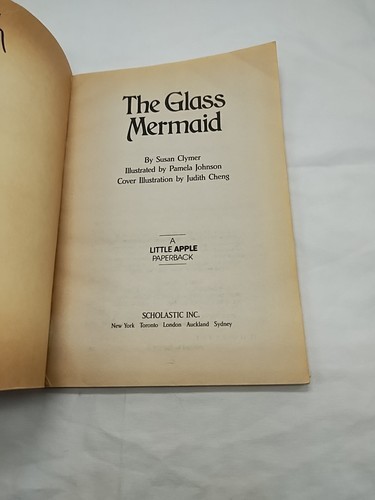 The Glass
Mermaid
By Susan Clymer
Illustrated by Pamela Johnson
Cover Illustration by Judith Cheng
A
LITTLE APPLE
PAPERBACK
SCHOLASTIC INC.
New York Toronto London Auckland Sydney